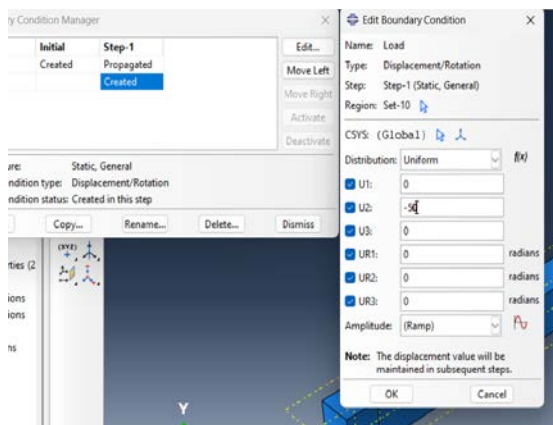 ry Condition Manager
Initial Step-1
Created Propagated
Created
Edit...
Move Left
Move Right
Activate
Deactivate
ure: Static, General
ndition type: Displacement/Rotation
ndition status: Created in this step
Copy... Rename... Delete... Dismiss
(XYZ)
rties (2
ions
ions
ns
Y
Edit Boundary Condition
Name: Load
Type: Displacement/Rotation
Step: Step-1 (Static, General)
Region: Set-10
CSYS: (Global)
Distribution: Uniform f(x)
U1: 0
U2: -50
U3: 0
UR1: 0 radians
UR2: 0 radians
UR3: 0 radians
Amplitude: (Ramp)
Note: The displacement value will be
maintained in subsequent steps.
OK Cancel